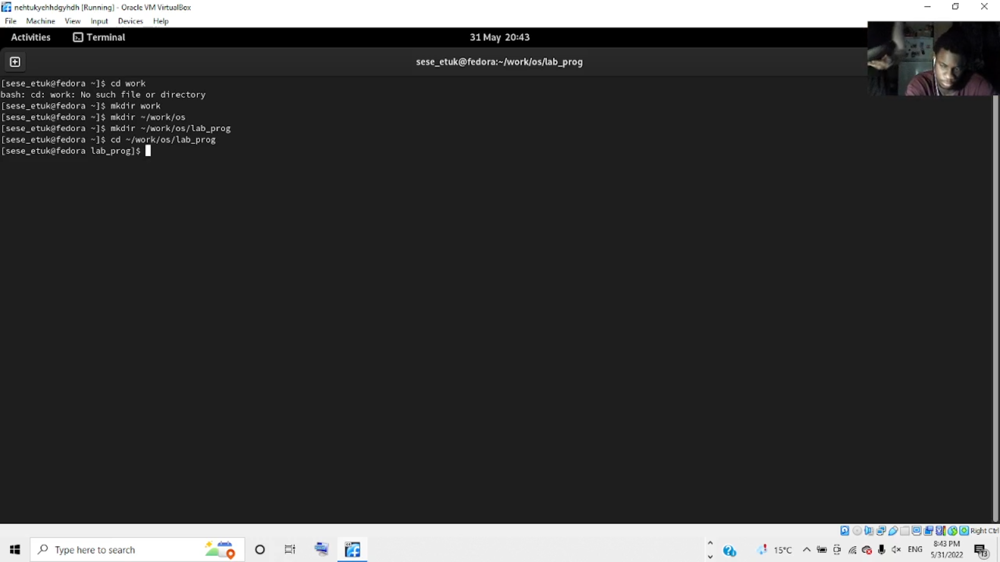 nehtukyehhdgyhdh [Running] - Oracle VM VirtualBox
File Machine View Input Devices Help
Activities Terminal 31 May 20:43
sese_etuk@fedora:~/work/os/lab_prog
[sese_etuk@fedora ~]$ cd work
bash: cd: work: No such file or directory
[sese_etuk@fedora ~]$ mkdir work
[sese_etuk@fedora ~]$ mkdir ~/work/os
[sese_etuk@fedora ~]$ mkdir ~/work/os/lab_prog
[sese_etuk@fedora ~]$ cd ~/work/os/lab_prog
[sese_etuk@fedora lab_prog]$
Right Ctrl
Type here to search
15°C
ENG
8:43 PM
5/31/2022
13